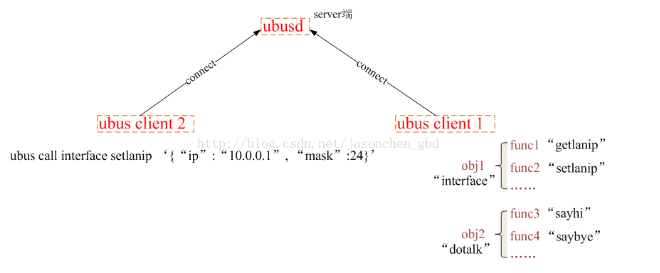 server端
ubusd
connect
connect
ubus client 2
ubus client 1
http://blog.csdn.net/jasonchen_gbd
ubus call interface setlanip ‘{“ip”:“10.0.0.1”, “mask”:24}’
func1 “getlanip”
obj1
func2 “setlanip”
“interface”
……
func3 “sayhi”
obj2
func4 “saybye”
“dotalk”
……